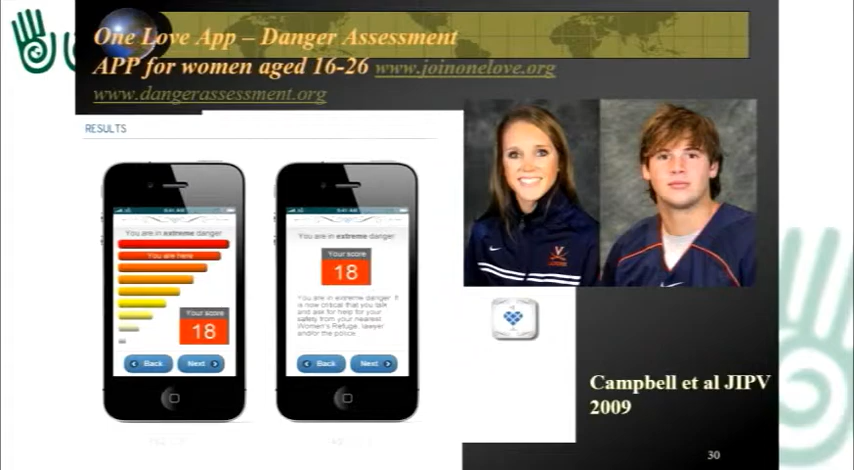 One Love App – Danger Assessment
APP for women aged 16-26 www.joinonelove.org
www.dangerassessment.org
RESULTS
You are in extreme danger
You are here
Your score
18
Back
Next
You are in extreme danger
Your score
18
You are in extreme danger. It
is now critical that you talk
and ask for help for your
safety from your nearest
Women's Refuge, lawyer
and/or the police.
Back
Next
Campbell et al JIPV
2009
30